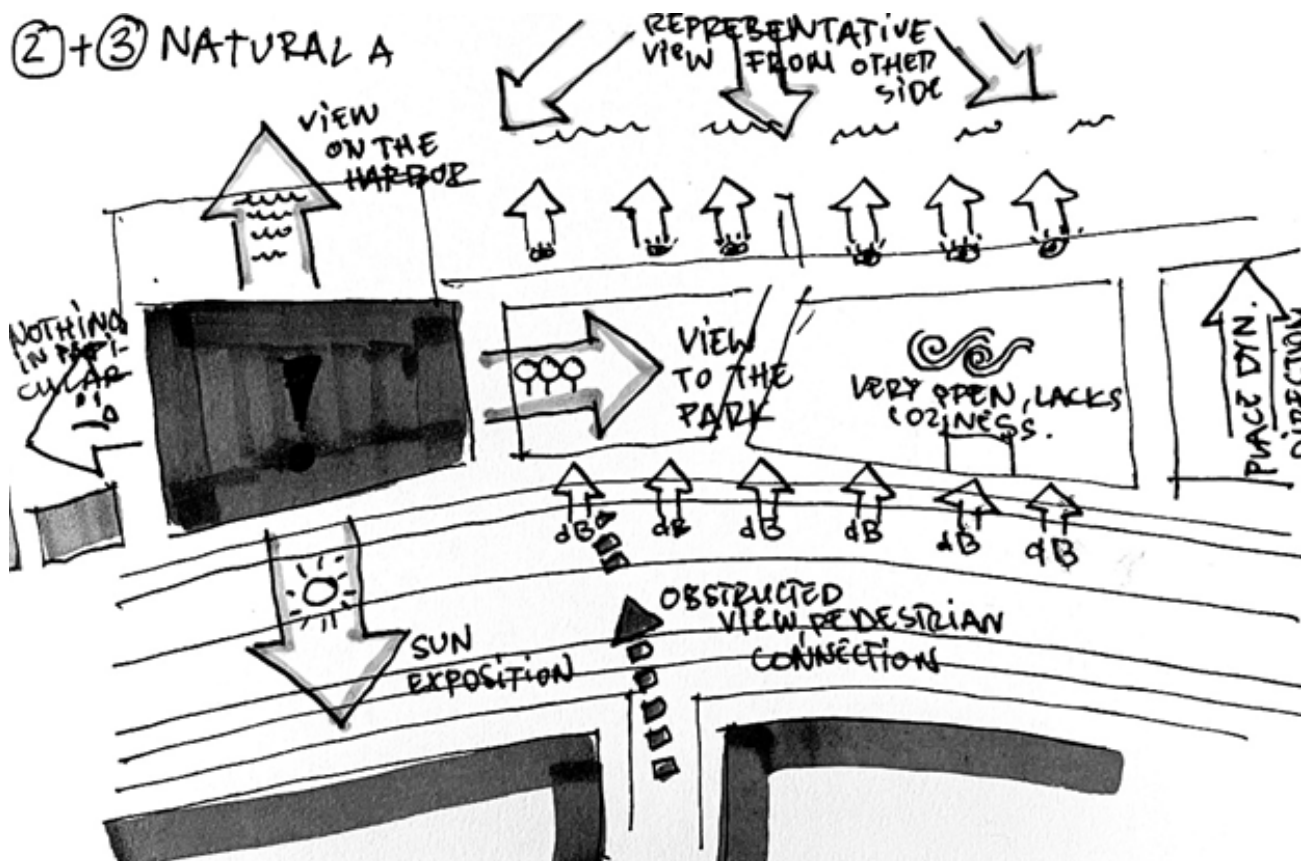 ② + ③ NATURAL A
REPREBENTATIVE
VIEW FROM OTHER
SIDE
VIEW
ON THE
HARBOR
NOTHING
IN PARTI-
CULAR
VIEW
TO THE
PARK
VERY OPEN, LACKS
COZINESS.
PLACE DYN.
DIRECTION
dB dB dB dB dB dB
OBSTRUCTED
VIEW PEDESTRIAN
CONNECTION
SUN
EXPOSITION